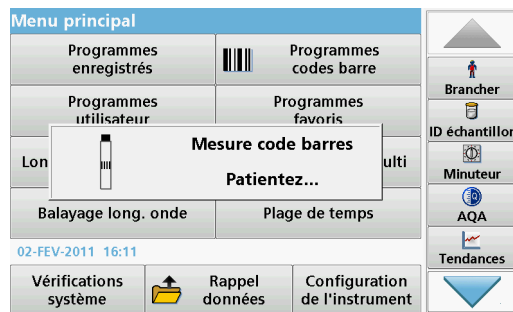 Menu principal
Programmes
enregistrés
Programmes
codes barre
Programmes
utilisateur
Programmes
favoris
Lon
ulti
Mesure code barres
Patientez...
Balayage long. onde
Plage de temps
02-FEV-2011 16:11
Vérifications
système
Rappel
données
Configuration
de l'instrument
Brancher
ID échantillon
Minuteur
AQA
Tendances